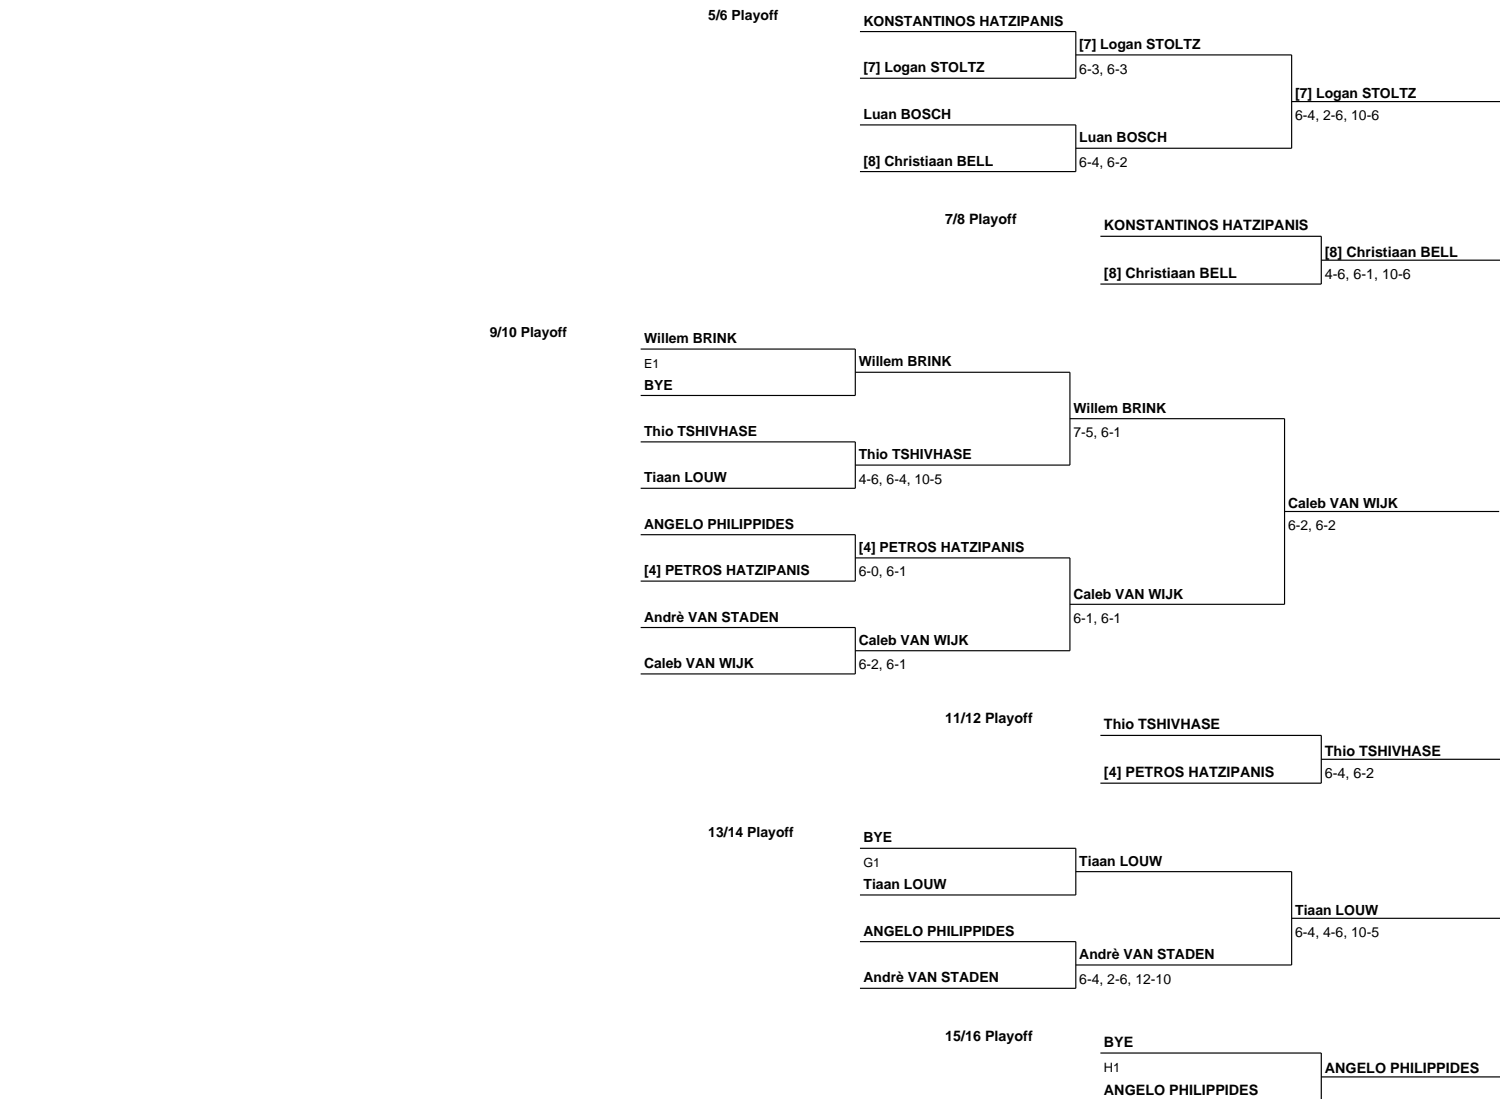 5/6 Playoff
KONSTANTINOS HATZIPANIS
[7] Logan STOLTZ
[7] Logan STOLTZ
6-3, 6-3
[7] Logan STOLTZ
6-4, 2-6, 10-6
Luan BOSCH
Luan BOSCH
[8] Christiaan BELL
6-4, 6-2
7/8 Playoff
KONSTANTINOS HATZIPANIS
[8] Christiaan BELL
[8] Christiaan BELL
4-6, 6-1, 10-6
9/10 Playoff
Willem BRINK
E1
Willem BRINK
BYE
Willem BRINK
7-5, 6-1
Thio TSHIVHASE
Thio TSHIVHASE
Tiaan LOUW
4-6, 6-4, 10-5
Caleb VAN WIJK
6-2, 6-2
ANGELO PHILIPPIDES
[4] PETROS HATZIPANIS
[4] PETROS HATZIPANIS
6-0, 6-1
Caleb VAN WIJK
6-1, 6-1
Andrè VAN STADEN
Caleb VAN WIJK
Caleb VAN WIJK
6-2, 6-1
11/12 Playoff
Thio TSHIVHASE
Thio TSHIVHASE
[4] PETROS HATZIPANIS
6-4, 6-2
13/14 Playoff
BYE
G1
Tiaan LOUW
Tiaan LOUW
Tiaan LOUW
6-4, 4-6, 10-5
ANGELO PHILIPPIDES
Andrè VAN STADEN
Andrè VAN STADEN
6-4, 2-6, 12-10
15/16 Playoff
BYE
H1
ANGELO PHILIPPIDES
ANGELO PHILIPPIDES